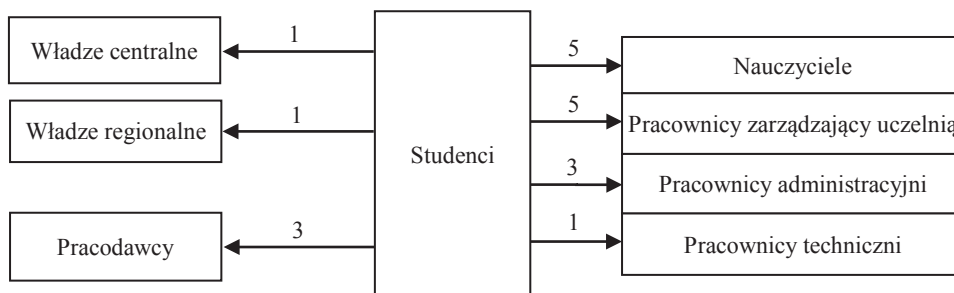 Władze centralne
1
Władze regionalne
1
Pracodawcy
3
Studenci
5
Nauczyciele
5
Pracownicy zarządzający uczelnią
3
Pracownicy administracyjni
1
Pracownicy techniczni